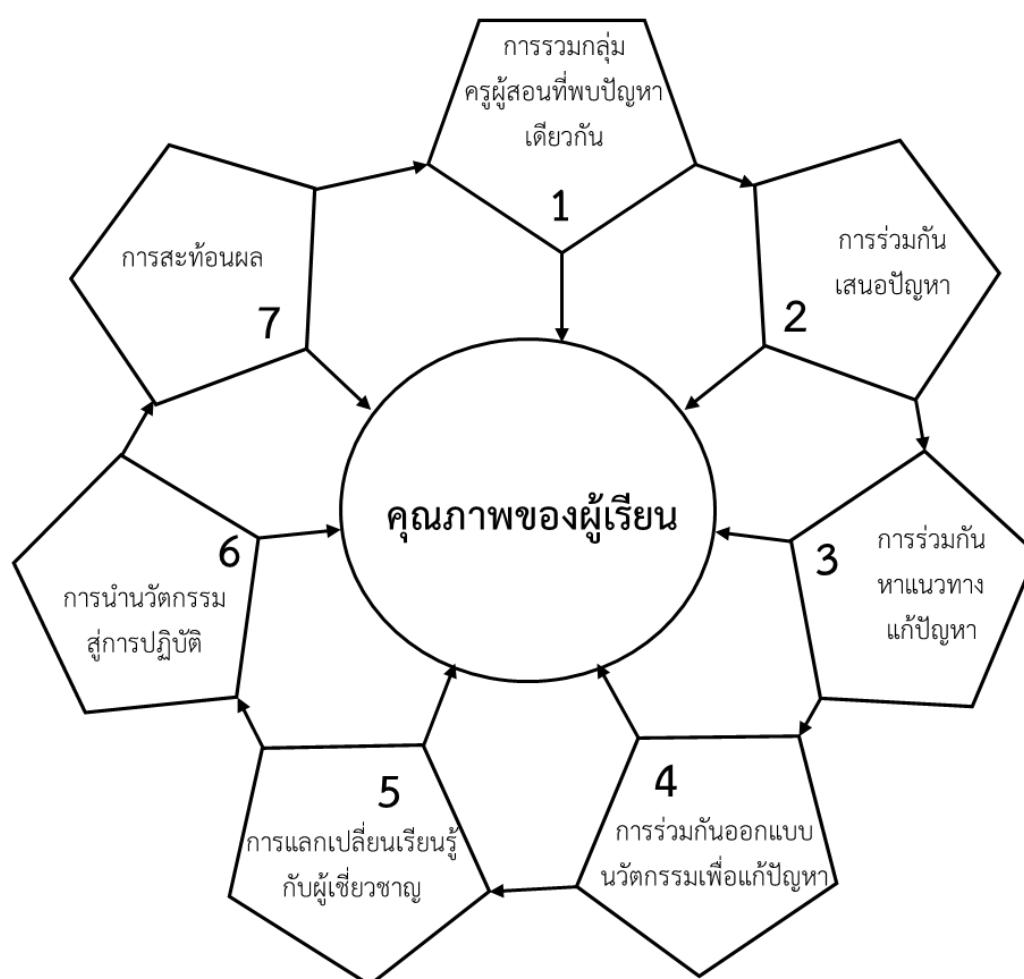 การรวมกลุ่ม
ครูผู้สอนที่พบปัญหา
เดียวกัน
1
การร่วมกัน
เสนอปัญหา
2
3
การร่วมกัน
หาแนวทาง
แก้ปัญหา
4
การร่วมกันออกแบบ
นวัตกรรมเพื่อแก้ปัญหา
5
การแลกเปลี่ยนเรียนรู้
กับผู้เชี่ยวชาญ
6
การนำนวัตกรรม
สู่การปฏิบัติ
การสะท้อนผล
7
คุณภาพของผู้เรียน